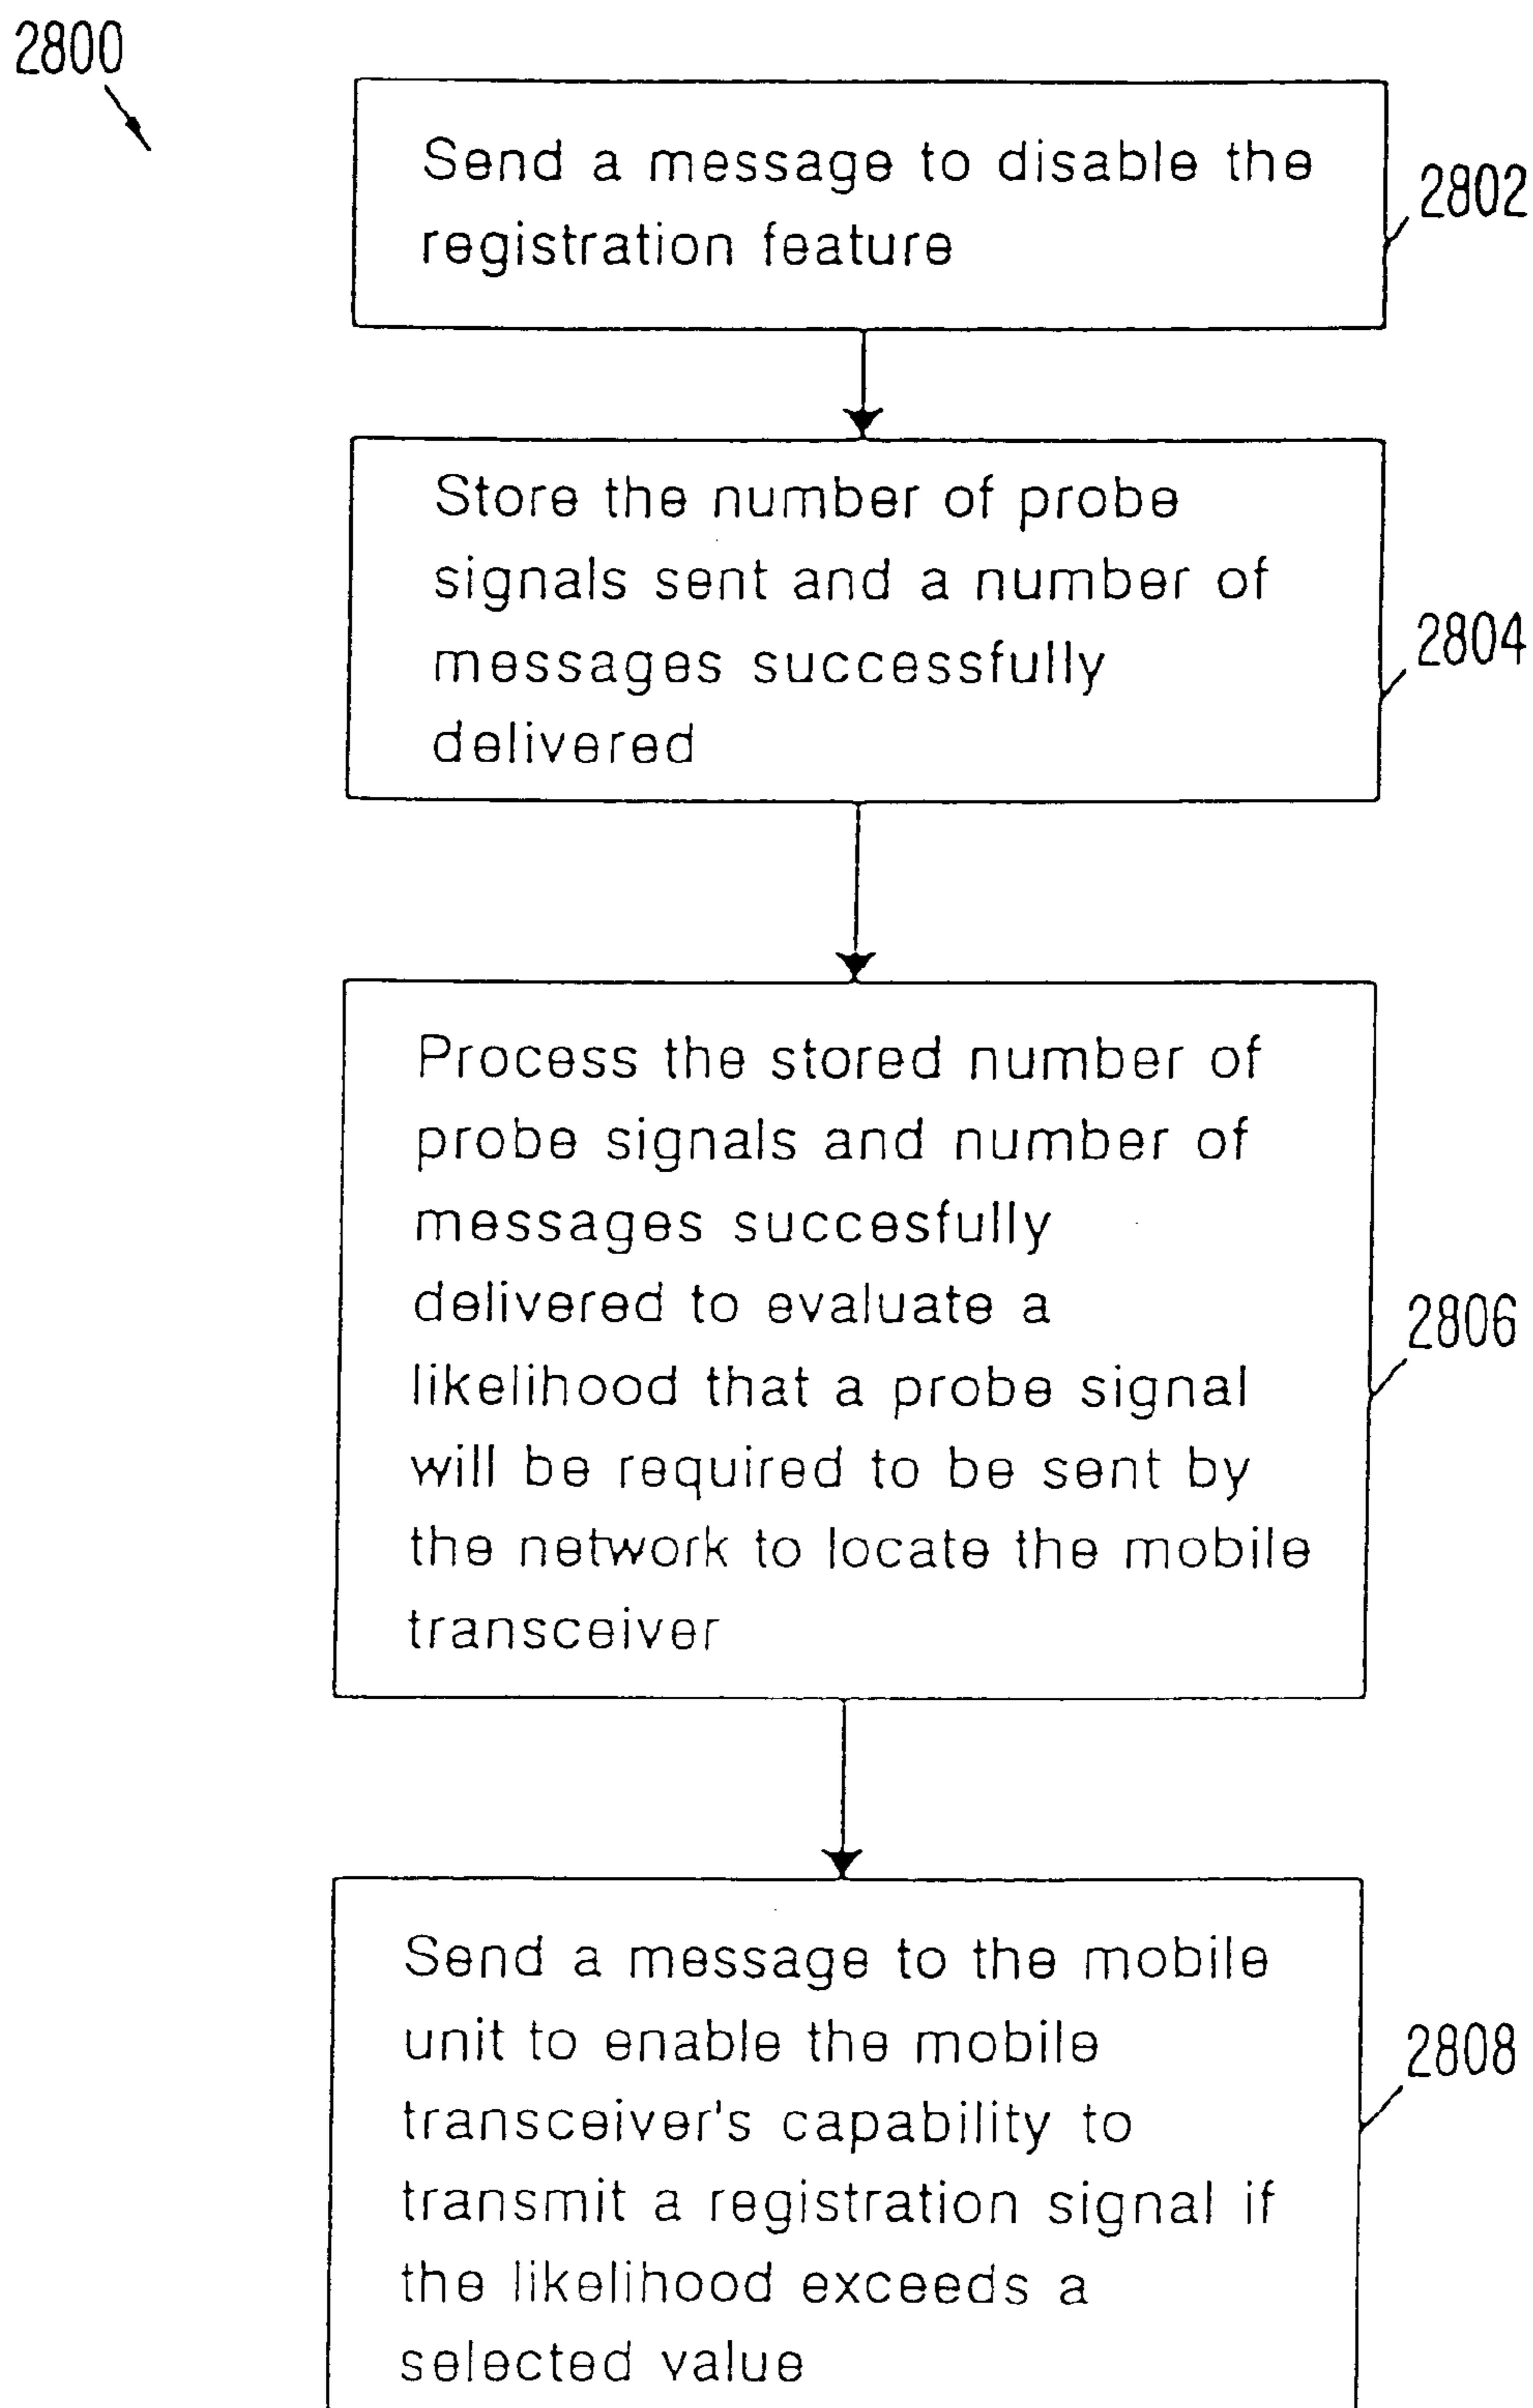 2800
Send a message to disable the
registration feature
2802
Store the number of probe
signals sent and a number of
messages successfully
delivered
2804
Process the stored number of
probe signals and number of
messages succesfully
delivered to evaluate a
likelihood that a probe signal
will be required to be sent by
the network to locate the mobile
transceiver
2806
Send a message to the mobile
unit to enable the mobile
transceiver's capability to
transmit a registration signal if
the likelihood exceeds a
selected value
2808